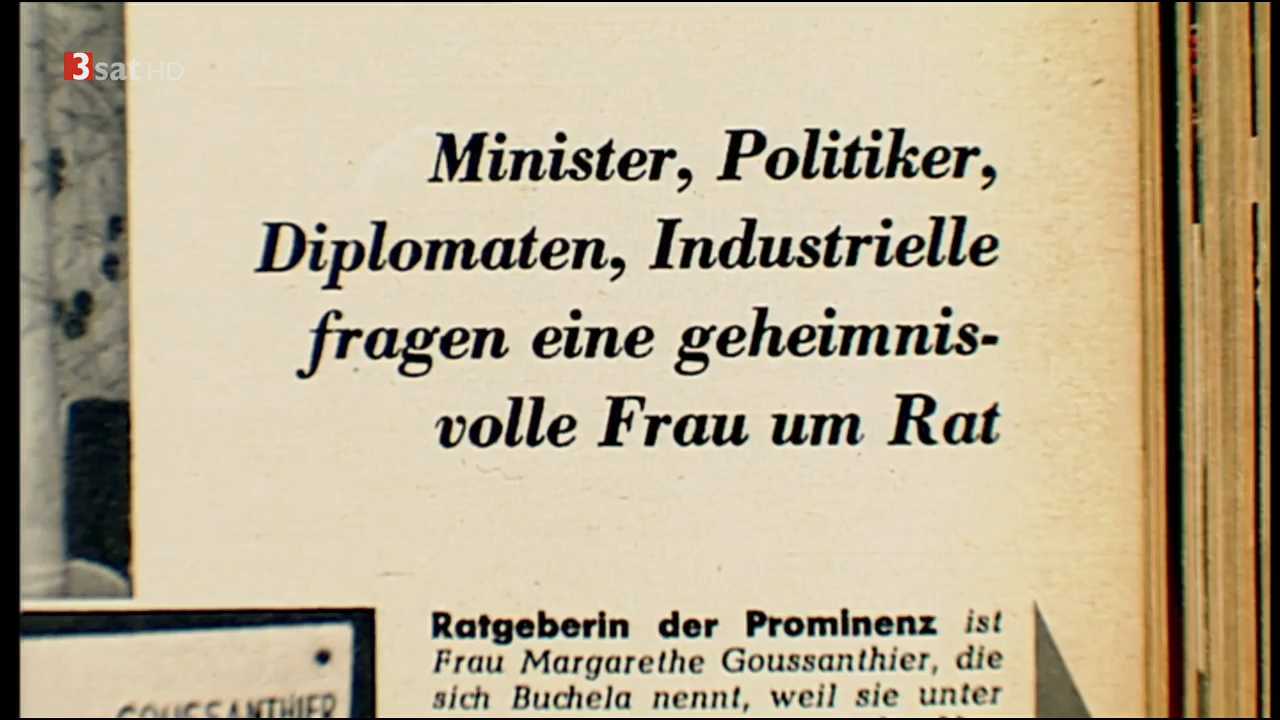 3sat HD
Minister, Politiker,
Diplomaten, Industrielle
fragen eine geheimnis-
volle Frau um Rat
Ratgeberin der Prominenz ist
Frau Margarethe Goussanthier, die
sich Buchela nennt, weil sie unter
GOUSSANTHIER